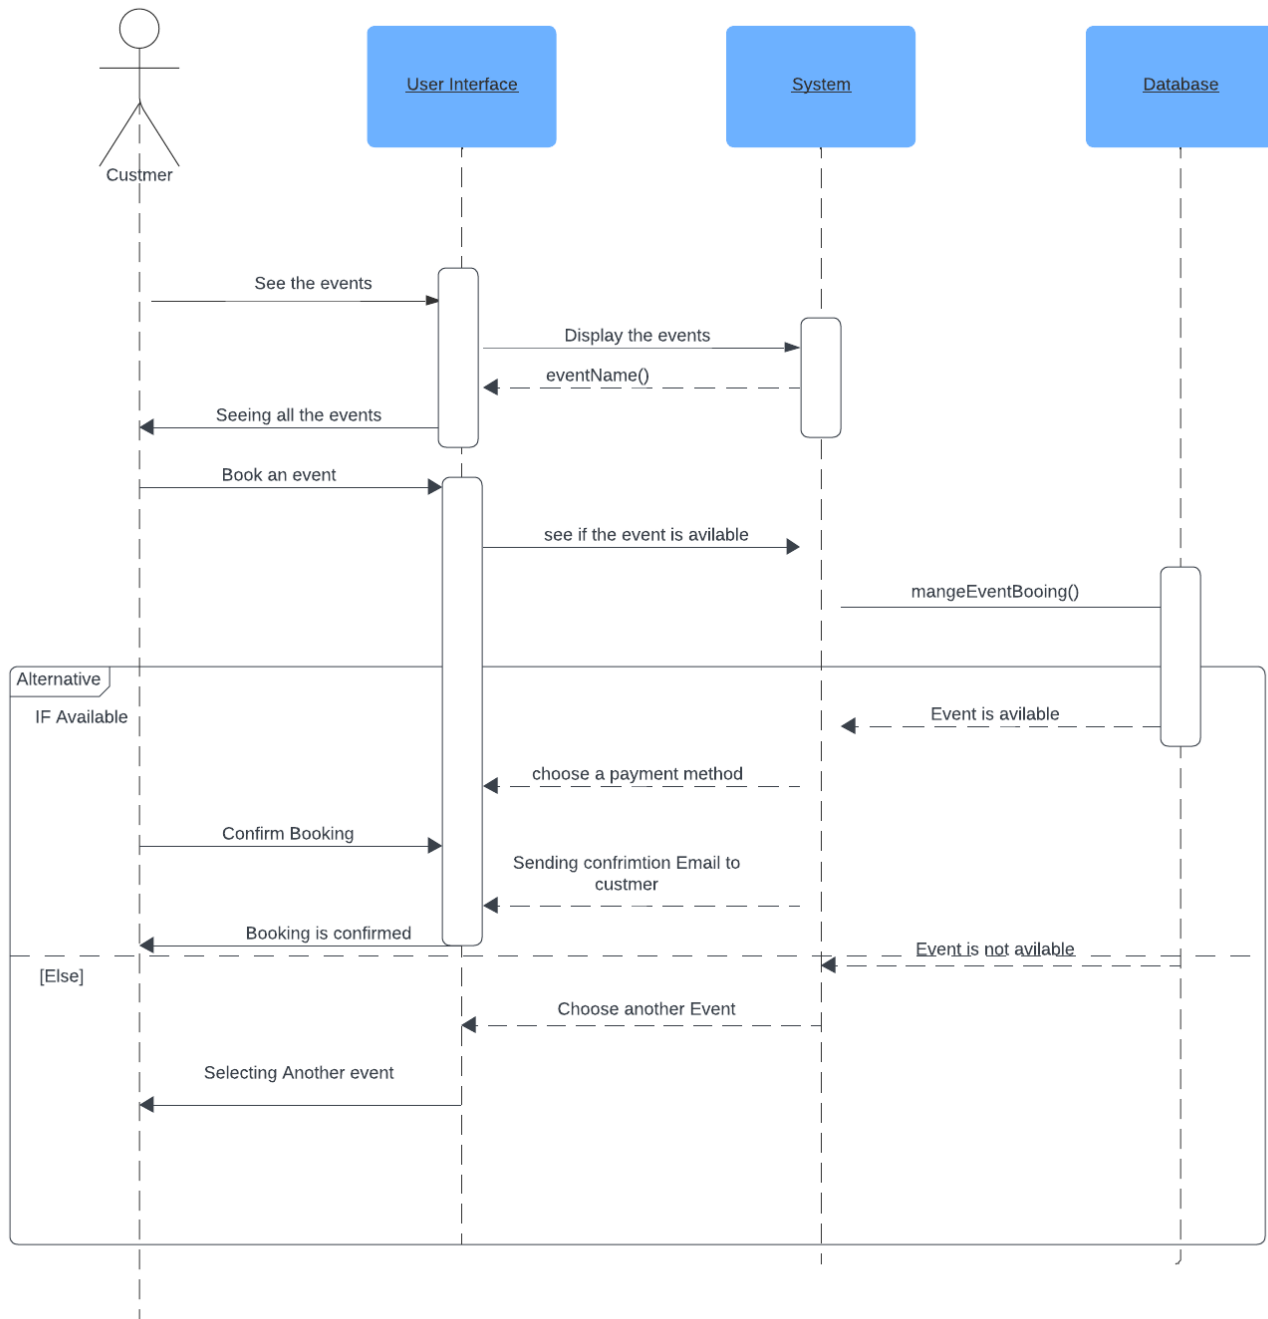 User Interface
System
Database
Custmer
See the events
Display the events
eventName()
Seeing all the events
Book an event
see if the event is avilable
mangeEventBooing()
Alternative
IF Available
Event is avilable
choose a payment method
Confirm Booking
Sending confrimtion Email to
custmer
Booking is confirmed
Event is not avilable
[Else]
Choose another Event
Selecting Another event